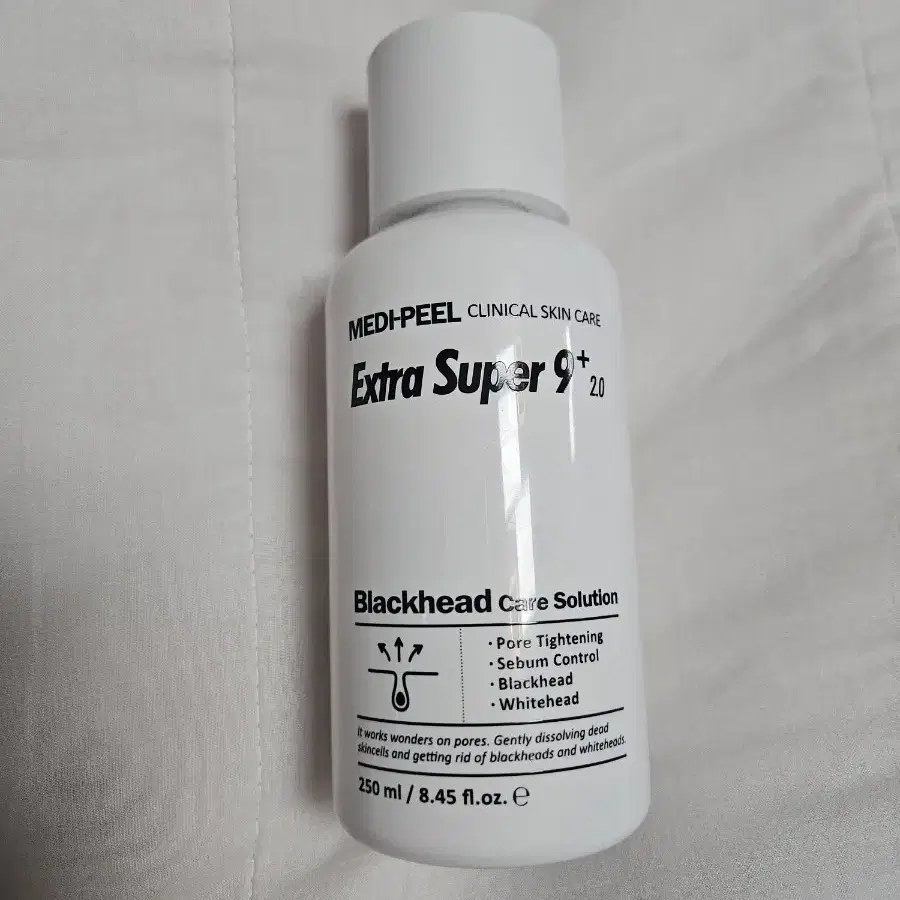 MEDI-PEEL CLINICAL SKIN CARE
Extra Super 9+ 2.0
Blackhead Care Solution
· Pore Tightening
· Sebum Control
· Blackhead
· Whitehead
It works wonders on pores. Gently dissolving dead
skincells and getting rid of blackheads and whiteheads.
250 ml / 8.45 fl.oz. ℮